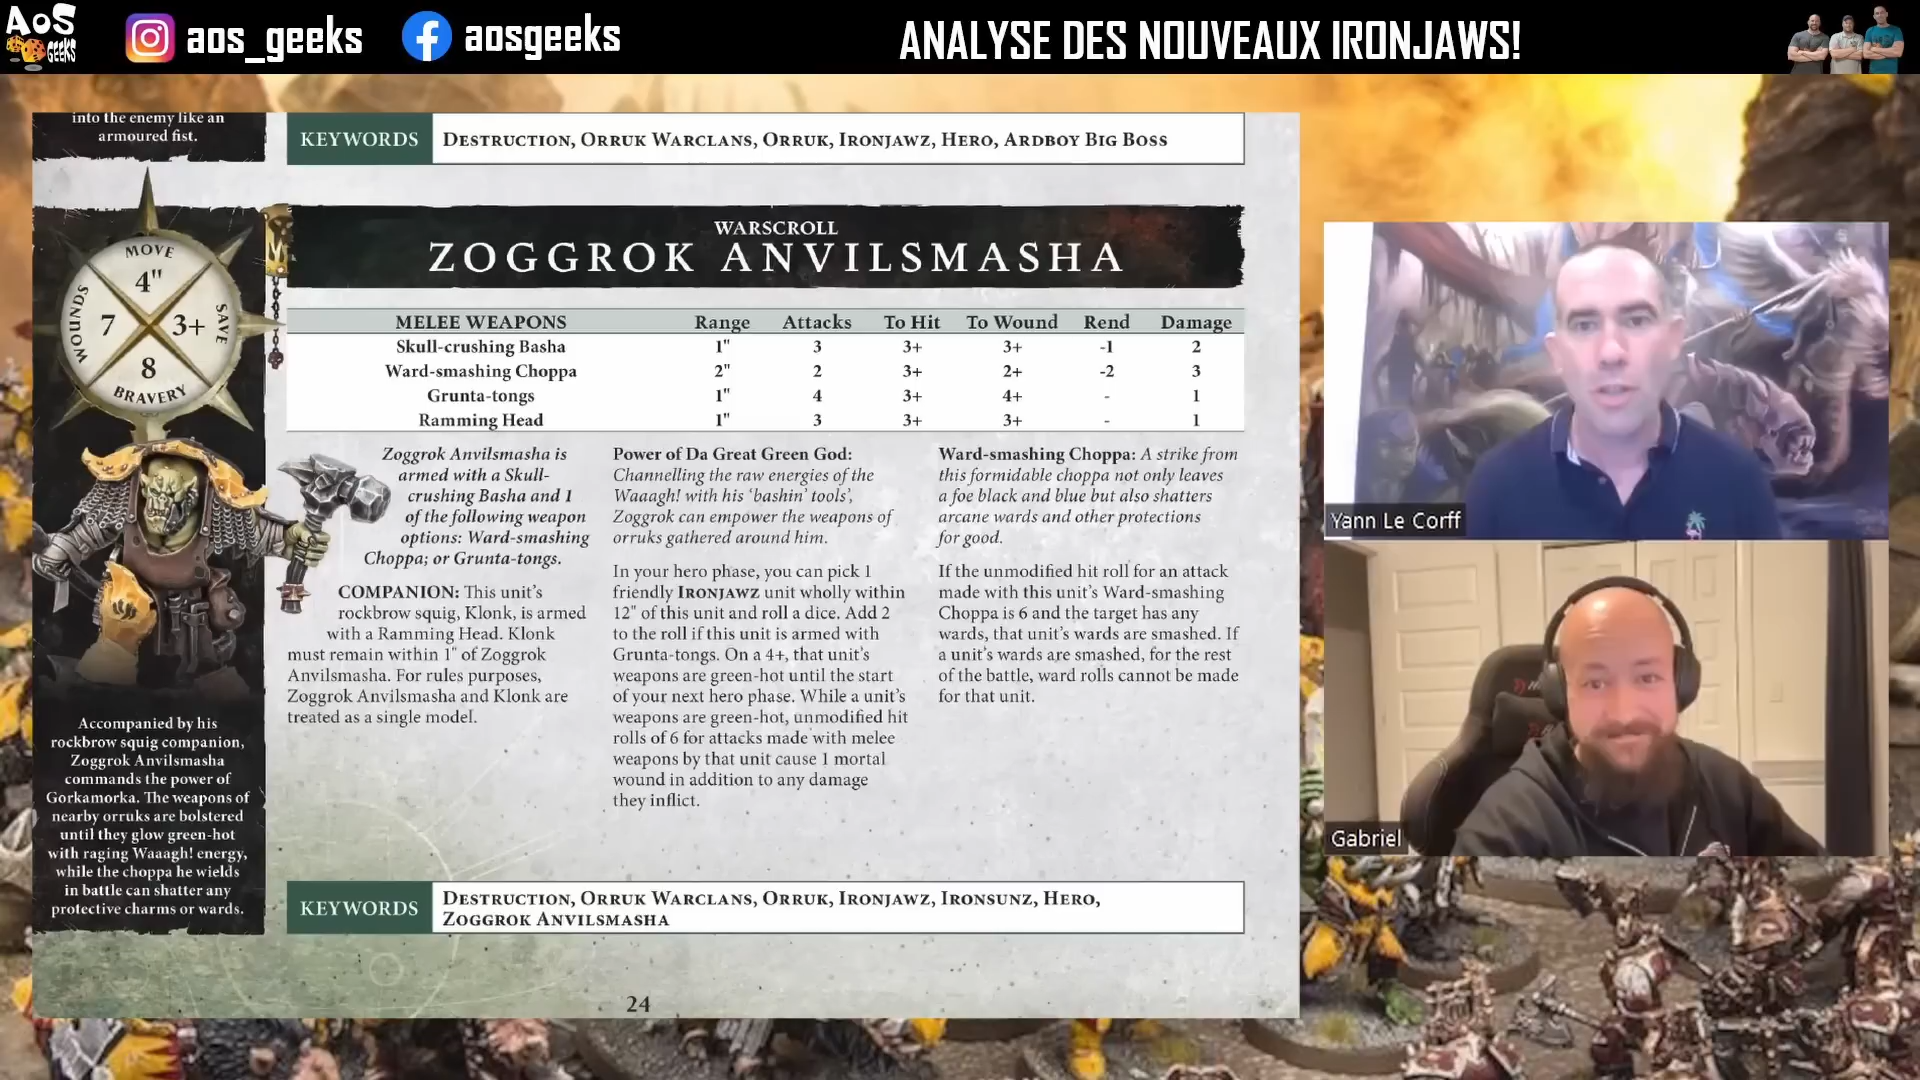 AoS
GEEKS
aos_geeks
aosgeeks
ANALYSE DES NOUVEAUX IRONJAWS!
into the enemy like an
armoured fist.
KEYWORDS
Destruction, Orruk Warclans, Orruk, Ironjawz, Hero, Ardboy Big Boss
WARSCROLL
ZOGGROK ANVILSMASHA
MOVE
4"
WOUNDS
7
3+
SAVE
8
BRAVERY
MELEE WEAPONS Range Attacks To Hit To Wound Rend Damage
Skull-crushing Basha 1" 3 3+ 3+ -1 2
Ward-smashing Choppa 2" 2 3+ 2+ -2 3
Grunta-tongs 1" 4 3+ 4+ - 1
Ramming Head 1" 3 3+ 3+ - 1
Zoggrok Anvilsmasha is
armed with a Skull-
crushing Basha and 1
of the following weapon
options: Ward-smashing
Choppa; or Grunta-tongs.
COMPANION: This unit's
rockbrow squig, Klonk, is armed
with a Ramming Head. Klonk
must remain within 1" of Zoggrok
Anvilsmasha. For rules purposes,
Zoggrok Anvilsmasha and Klonk are
treated as a single model.
Power of Da Great Green God:
Channelling the raw energies of the
Waaagh! with his 'bashin' tools',
Zoggrok can empower the weapons of
orruks gathered around him.
In your hero phase, you can pick 1
friendly Ironjawz unit wholly within
12" of this unit and roll a dice. Add 2
to the roll if this unit is armed with
Grunta-tongs. On a 4+, that unit's
weapons are green-hot until the start
of your next hero phase. While a unit's
weapons are green-hot, unmodified hit
rolls of 6 for attacks made with melee
weapons by that unit cause 1 mortal
wound in addition to any damage
they inflict.
Ward-smashing Choppa: A strike from
this formidable choppa not only leaves
a foe black and blue but also shatters
arcane wards and other protections
for good.
If the unmodified hit roll for an attack
made with this unit's Ward-smashing
Choppa is 6 and the target has any
wards, that unit's wards are smashed. If
a unit's wards are smashed, for the rest
of the battle, ward rolls cannot be made
for that unit.
Accompanied by his
rockbrow squig companion,
Zoggrok Anvilsmasha
commands the power of
Gorkamorka. The weapons of
nearby orruks are bolstered
until they glow green-hot
with raging Waaagh! energy,
while the choppa he wields
in battle can shatter any
protective charms or wards.
KEYWORDS
Destruction, Orruk Warclans, Orruk, Ironjawz, Ironsunz, Hero,
Zoggrok Anvilsmasha
24
Yann Le Corff
Gabriel